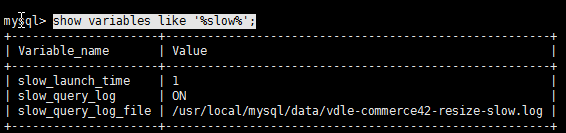 mysql> show variables like '%slow%';
+---------------------+--------------------------------------------------------+
| Variable_name | Value |
+---------------------+--------------------------------------------------------+
| slow_launch_time | 1 |
| slow_query_log | ON |
| slow_query_log_file | /usr/local/mysql/data/vdle-commerce42-resize-slow.log |
+---------------------+--------------------------------------------------------+